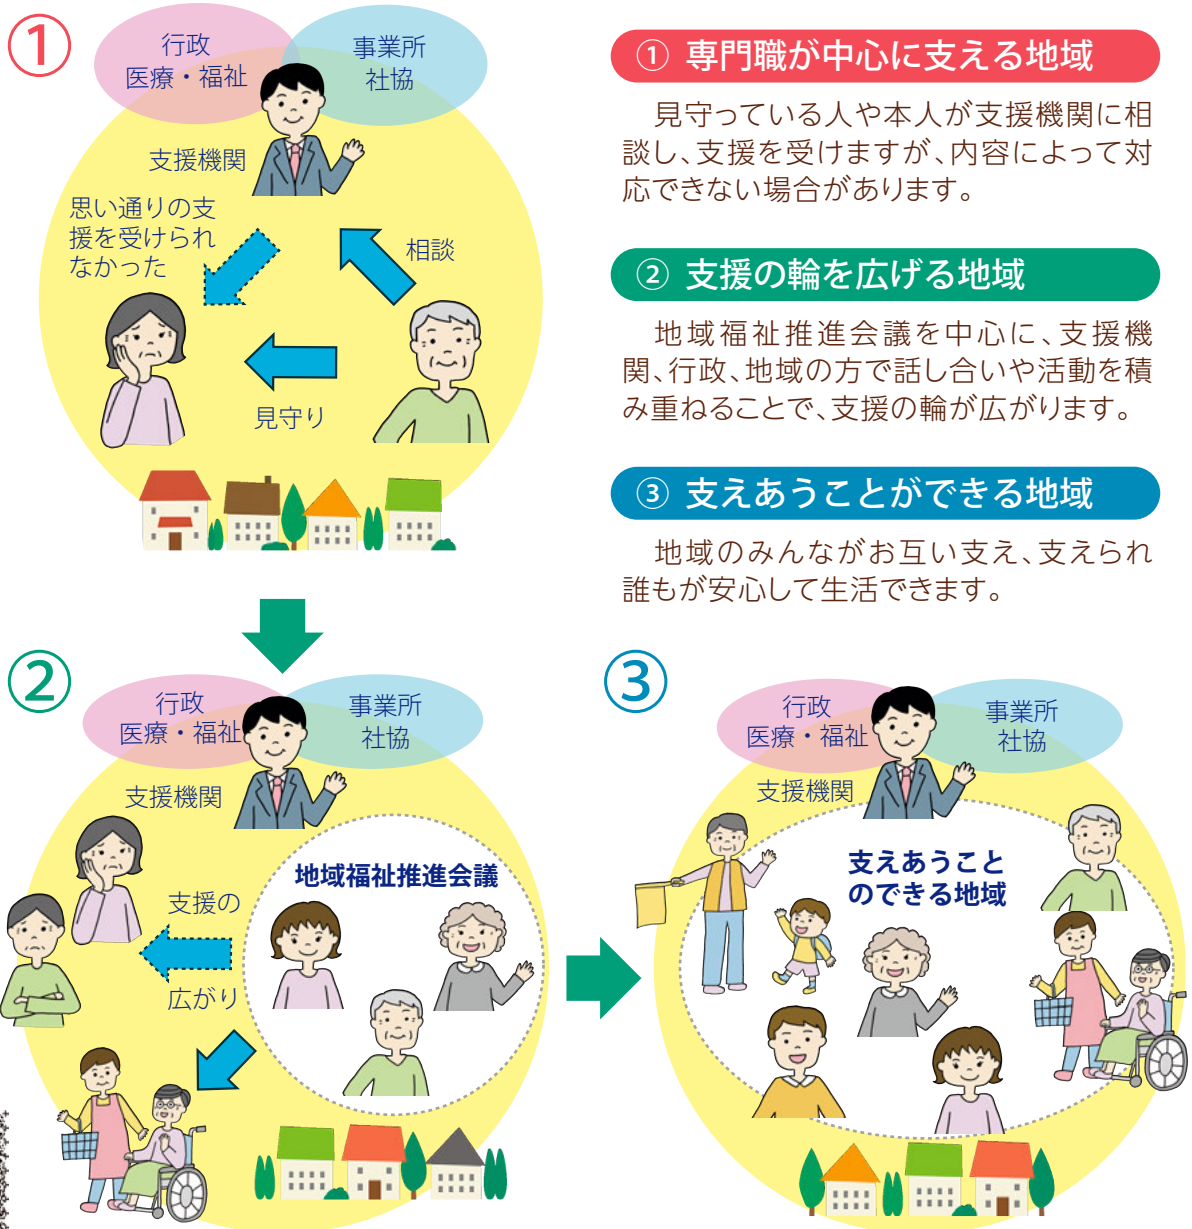 ①
行政
医療・福祉
事業所
社協
支援機関
思い通りの支
援を受けられ
なかった
相談
見守り
① 専門職が中心に支える地域
見守っている人や本人が支援機関に相
談し、支援を受けますが、内容によって対
応できない場合があります。
② 支援の輪を広げる地域
地域福祉推進会議を中心に、支援機
関、行政、地域の方で話し合いや活動を積
み重ねることで、支援の輪が広がります。
③ 支えあうことができる地域
地域のみんながお互い支え、支えられ
誰もが安心して生活できます。
②
行政
医療・福祉
事業所
社協
支援機関
地域福祉推進会議
支援の
広がり
③
行政
医療・福祉
事業所
社協
支援機関
支えあうこと
のできる地域